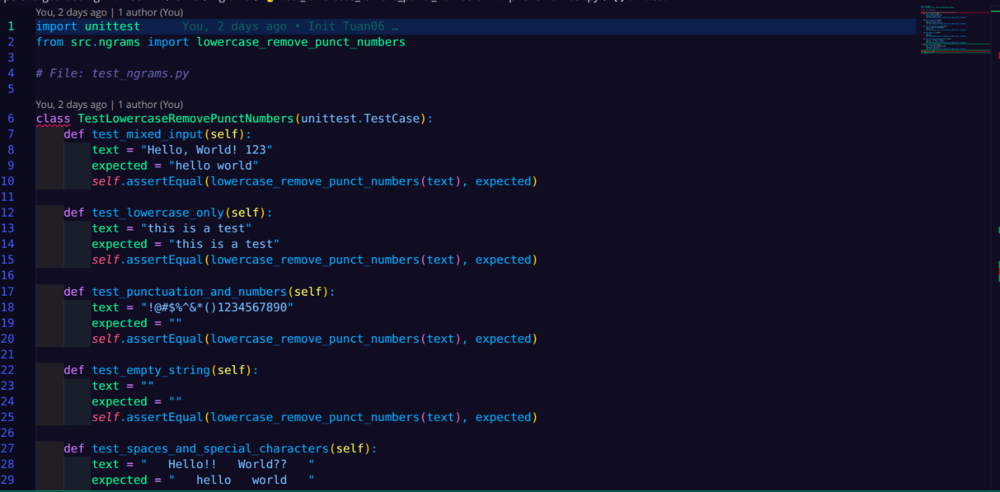 You, 2 days ago | 1 author (You)
1 import unittest You, 2 days ago • Init Tuan06 …
2 from src.ngrams import lowercase_remove_punct_numbers
3
4 # File: test_ngrams.py
5
You, 2 days ago | 1 author (You)
6 class TestLowercaseRemovePunctNumbers(unittest.TestCase):
7     def test_mixed_input(self):
8         text = "Hello, World! 123"
9         expected = "hello world"
10         self.assertEqual(lowercase_remove_punct_numbers(text), expected)
11
12     def test_lowercase_only(self):
13         text = "this is a test"
14         expected = "this is a test"
15         self.assertEqual(lowercase_remove_punct_numbers(text), expected)
16
17     def test_punctuation_and_numbers(self):
18         text = "!@#$%^&*()1234567890"
19         expected = ""
20         self.assertEqual(lowercase_remove_punct_numbers(text), expected)
21
22     def test_empty_string(self):
23         text = ""
24         expected = ""
25         self.assertEqual(lowercase_remove_punct_numbers(text), expected)
26
27     def test_spaces_and_special_characters(self):
28         text = "   Hello!!   World??   "
29         expected = "   hello   world   "